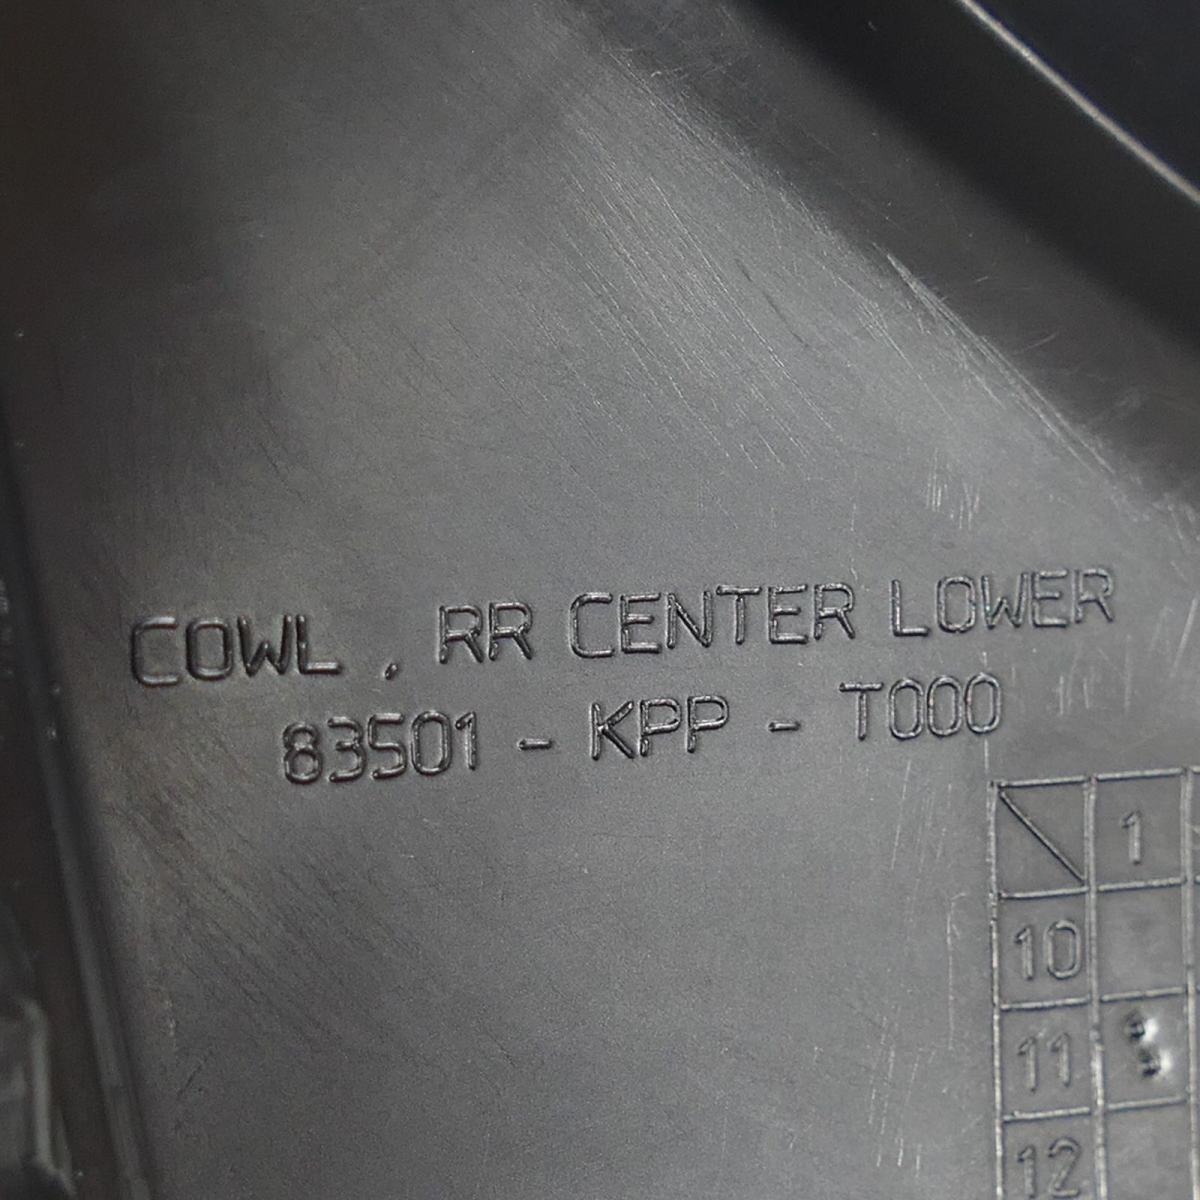 COWL , RR CENTER LOWER
83501 - KPP - T000
1
10
11
12